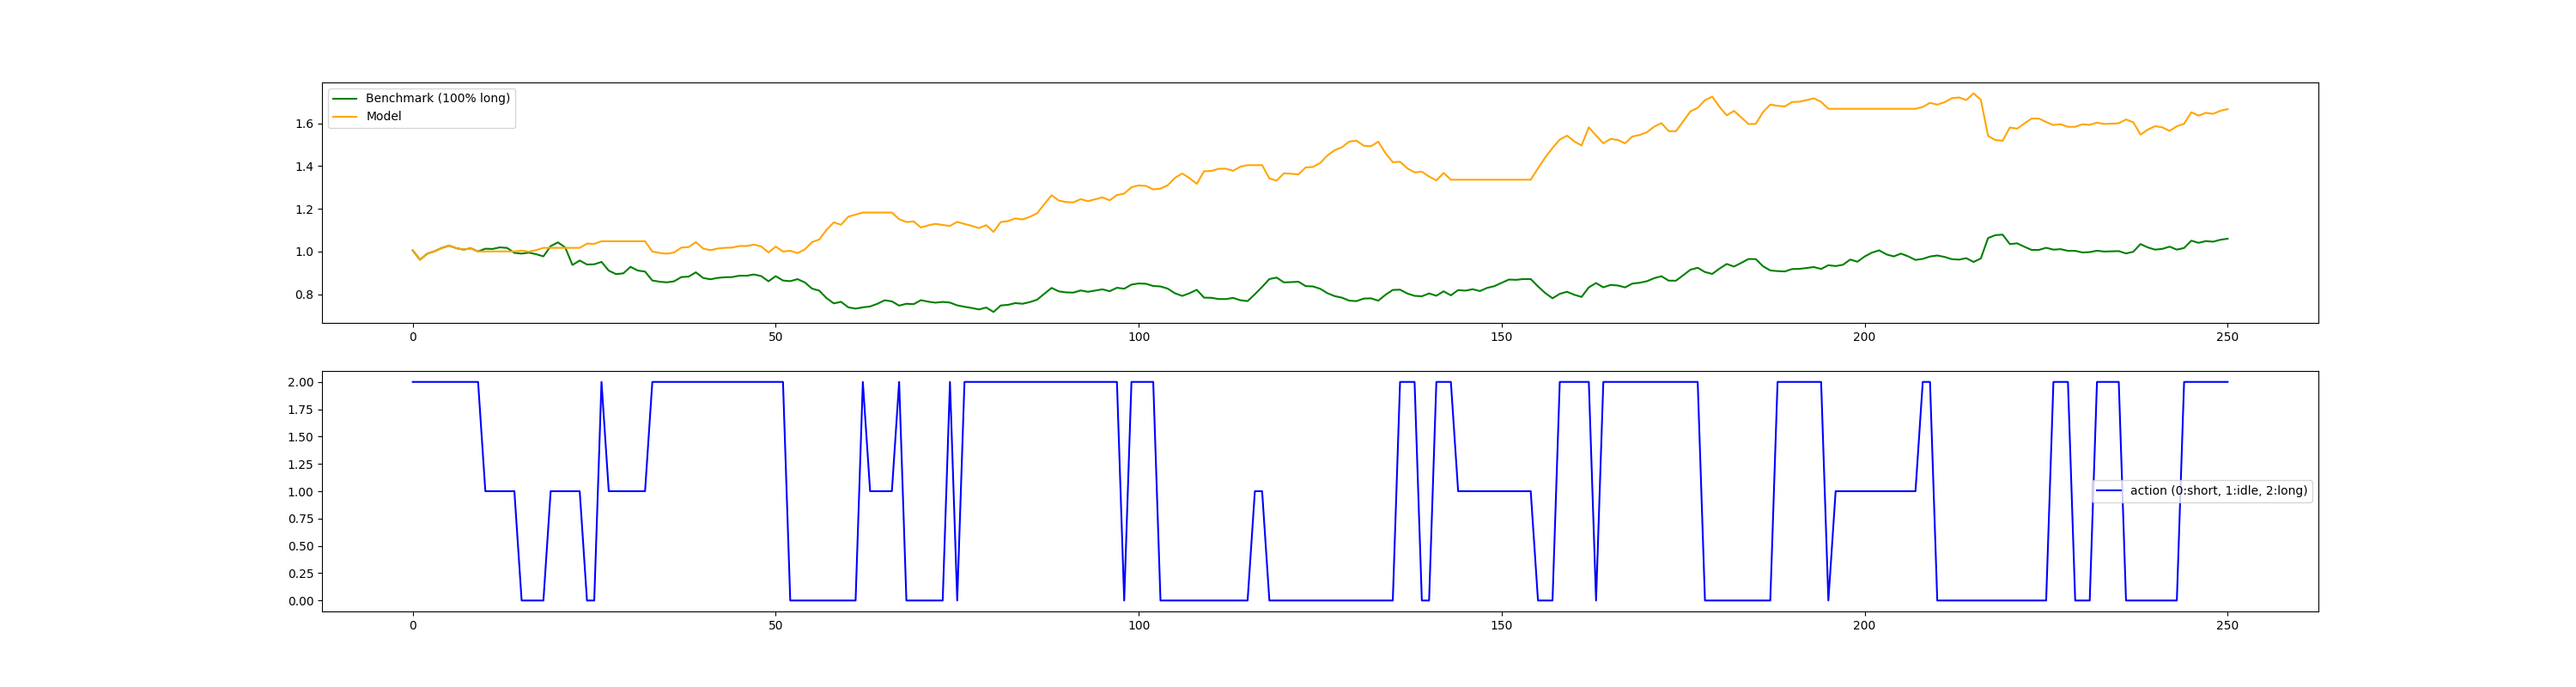 Benchmark (100% long)
Model
1.6
1.4
1.2
1.0
0.8
0 50 100 150 200 250
2.00
1.75
1.50
1.25
1.00
0.75
0.50
0.25
0.00
action (0:short, 1:idle, 2:long)
0 50 100 150 200 250